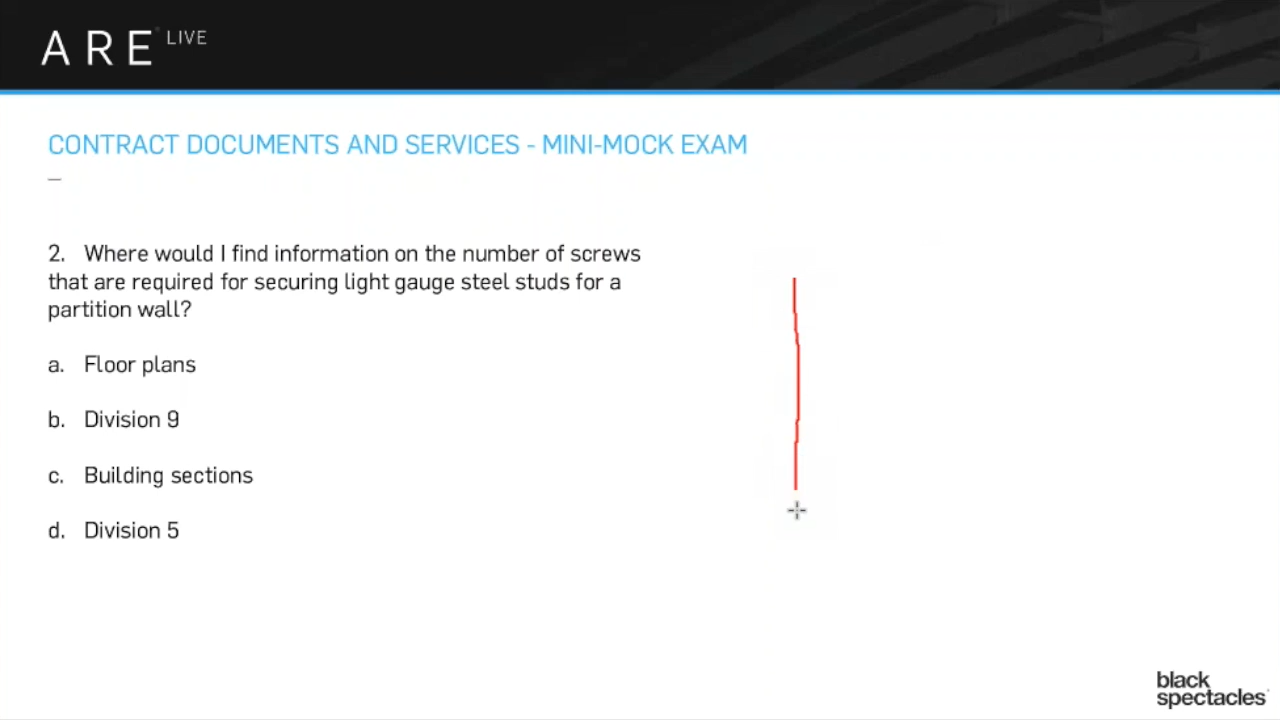 ARE LIVE
CONTRACT DOCUMENTS AND SERVICES - MINI-MOCK EXAM
—
2. Where would I find information on the number of screws
that are required for securing light gauge steel studs for a
partition wall?
a. Floor plans
b. Division 9
c. Building sections
d. Division 5
black
spectacles